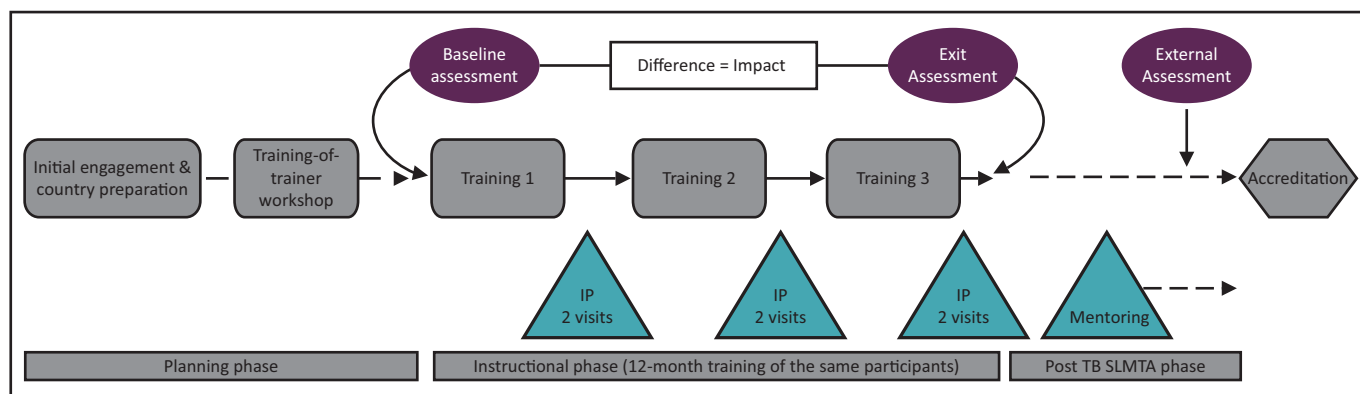 Baseline
assessment
Difference = Impact
Exit
Assessment
External
Assessment
Initial engagement &
country preparation
Training-of-
trainer
workshop
Training 1
Training 2
Training 3
Accreditation
IP
2 visits
IP
2 visits
IP
2 visits
Mentoring
Planning phase
Instructional phase (12-month training of the same participants)
Post TB SLMTA phase